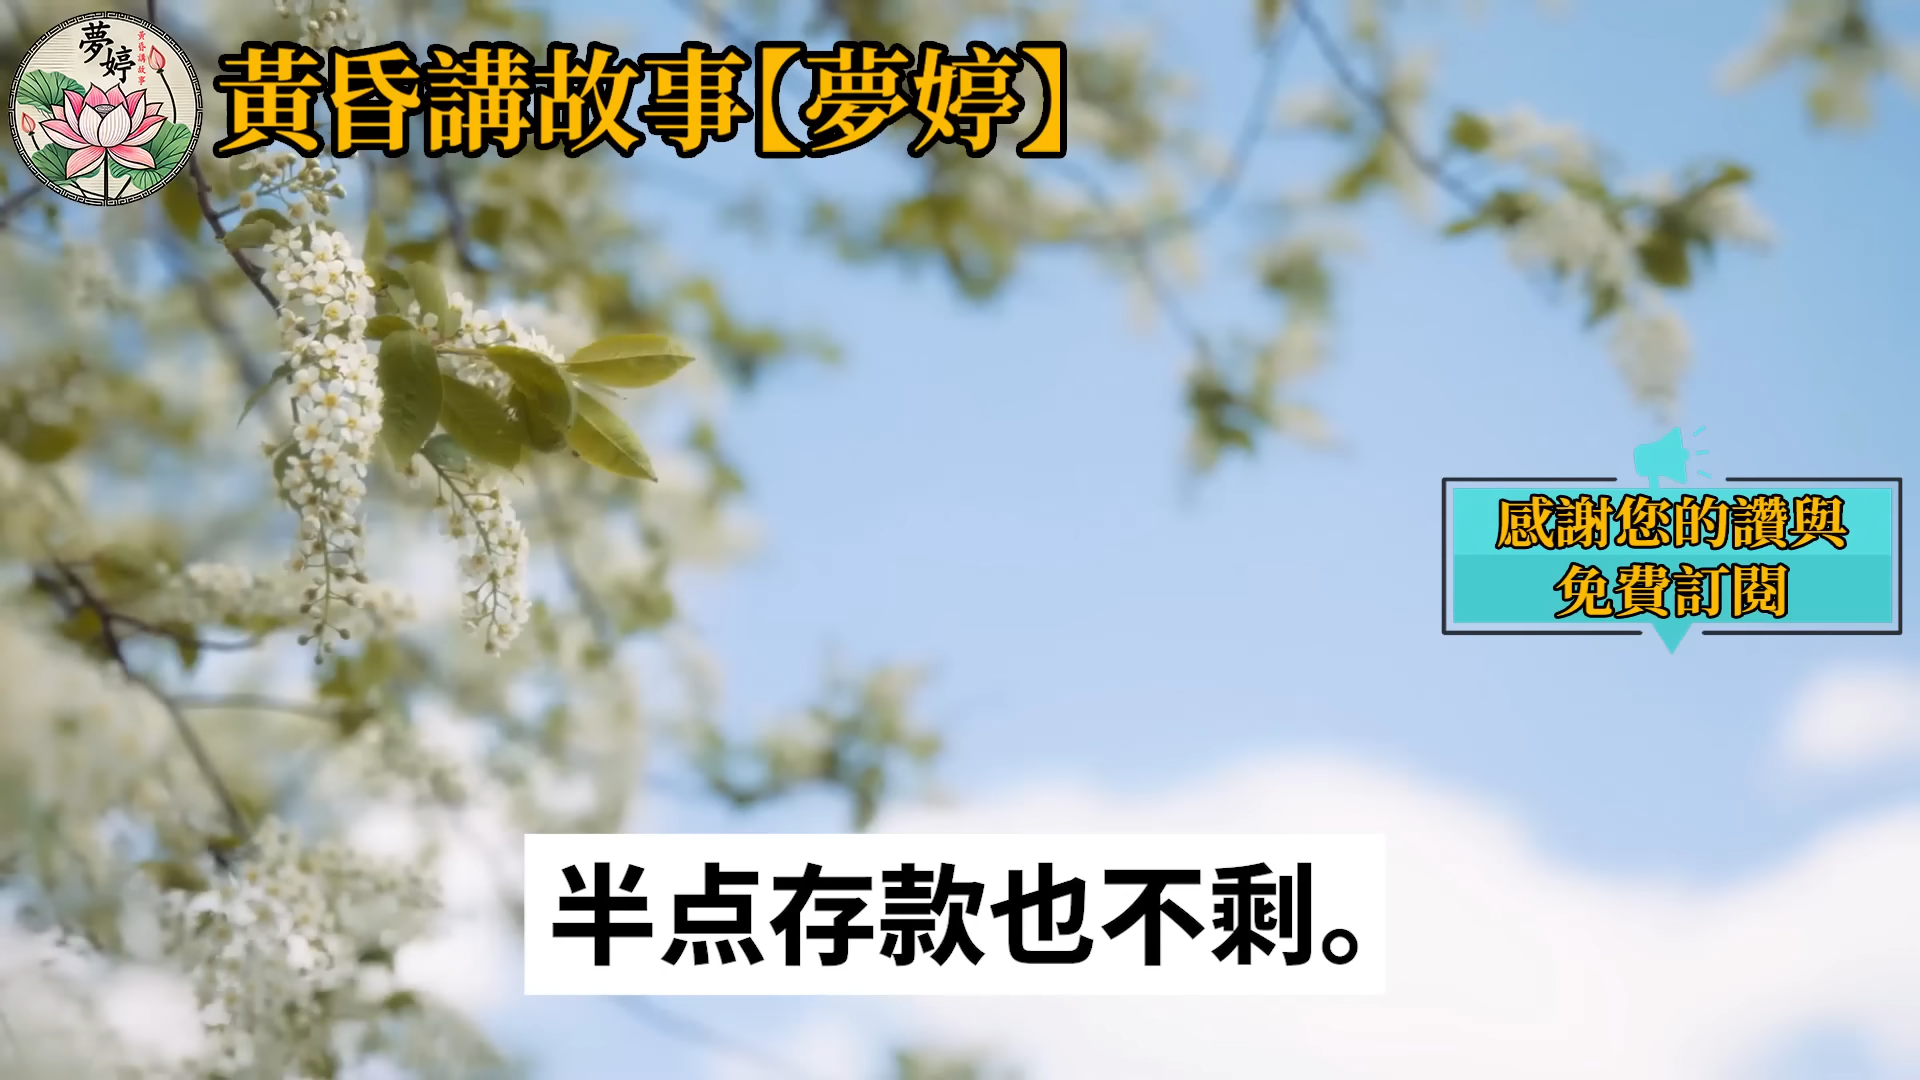 夢婷
黃昏講故事
黃昏講故事【夢婷】
感謝您的讚與
免費訂閱
半点存款也不剩。